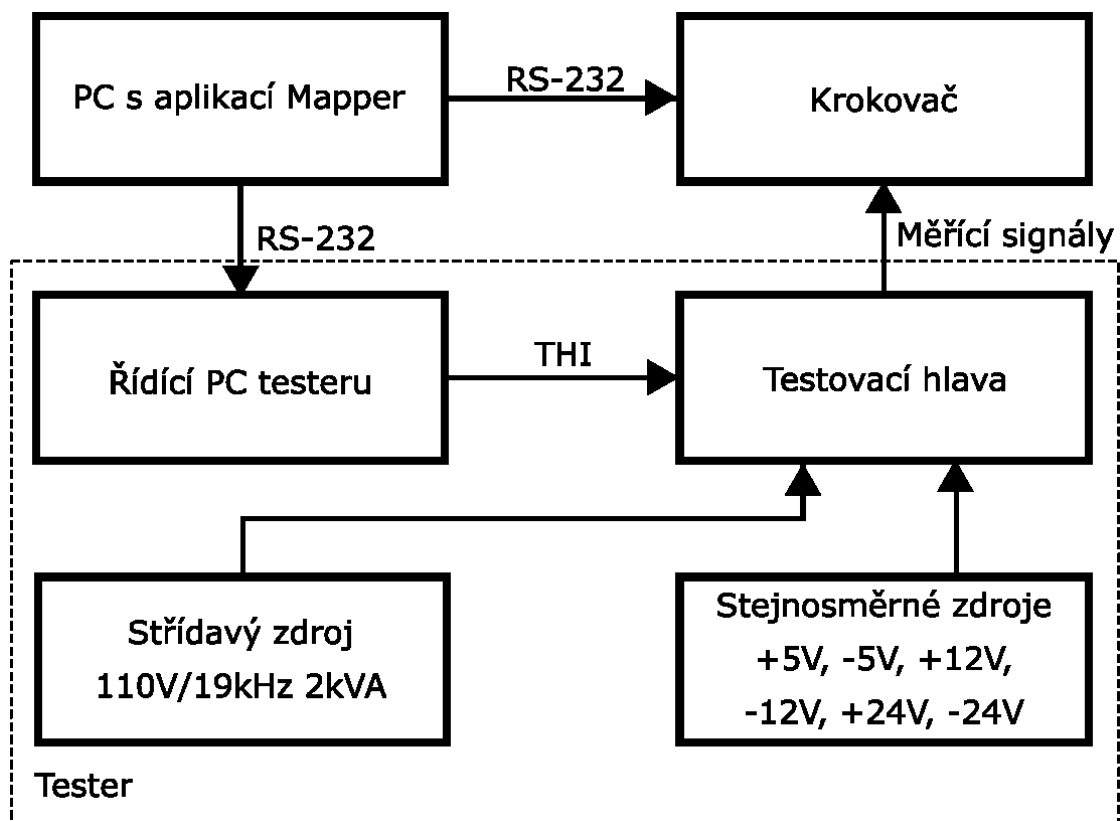 PC s aplikací Mapper
RS-232
Krokovač
RS-232
Měřící signály
Řídící PC testeru
THI
Testovací hlava
Střídavý zdroj
110V/19kHz 2kVA
Stejnosměrné zdroje
+5V, -5V, +12V,
-12V, +24V, -24V
Tester